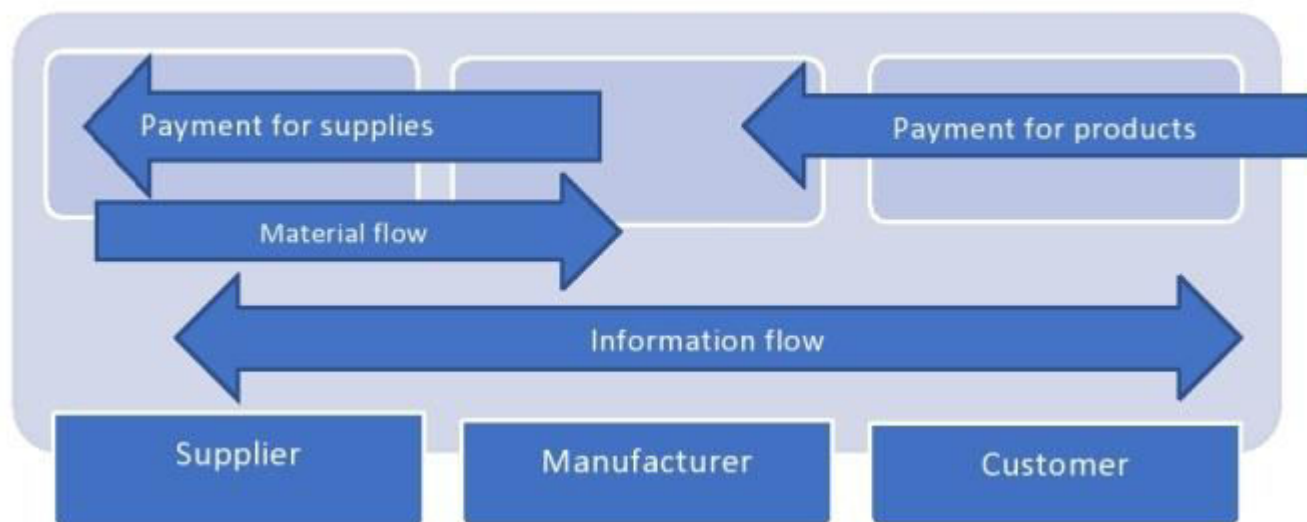 Payment for supplies
Payment for products
Material flow
Information flow
Supplier
Manufacturer
Customer